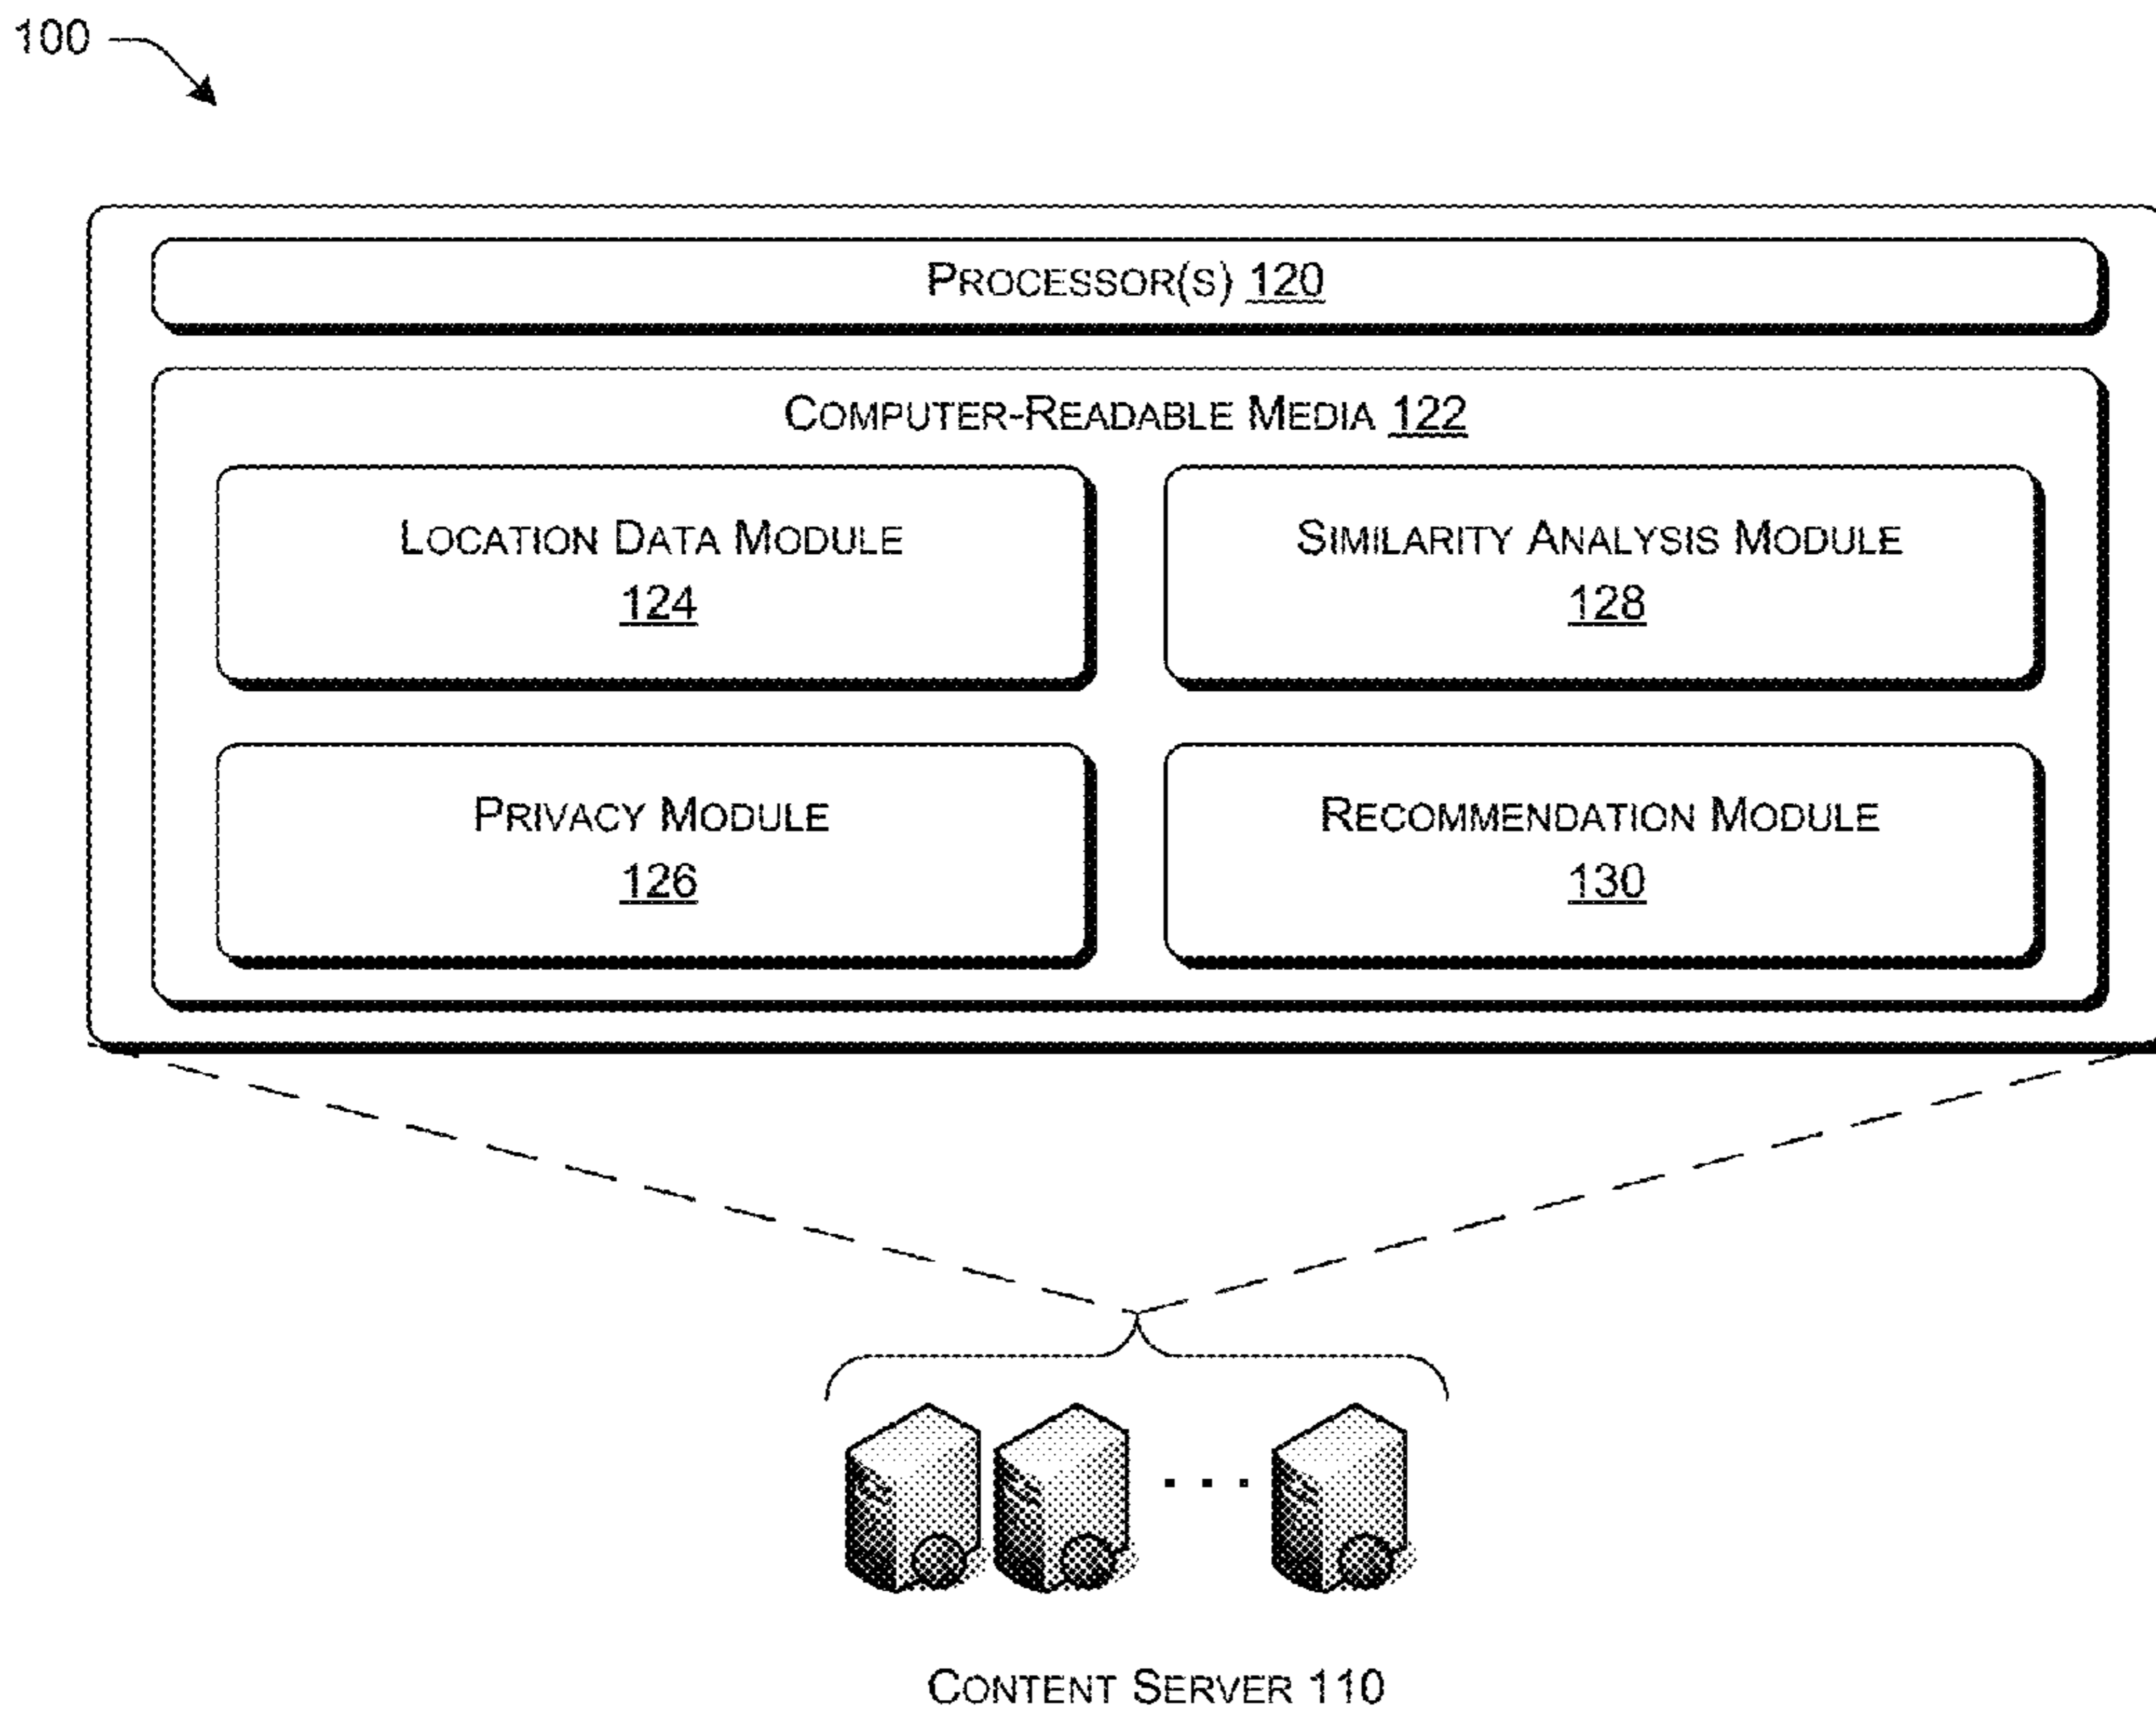 100
PROCESSOR(S) 120
COMPUTER-READABLE MEDIA 122
LOCATION DATA MODULE
124
SIMILARITY ANALYSIS MODULE
128
PRIVACY MODULE
126
RECOMMENDATION MODULE
130
CONTENT SERVER 110